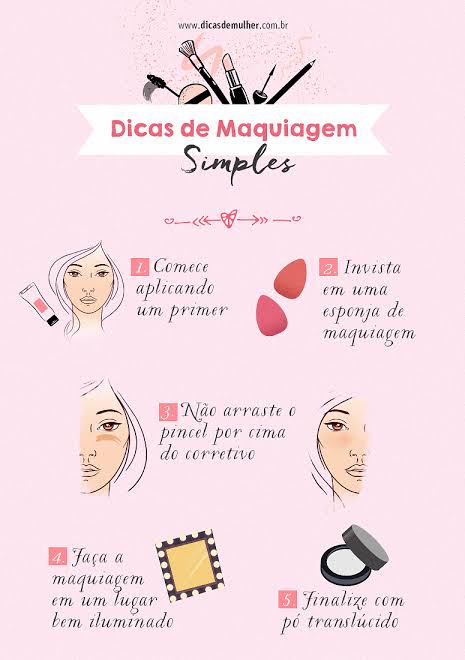 www.dicasdemulher.com.br
Dicas de Maquiagem
Simples
1. Comece
aplicando
um primer
2. Invista
em uma
esponja de
maquiagem
3. Não arraste o
pincel por cima
do corretivo
4. Faça a
maquiagem
em um lugar
bem iluminado
5. Finalize com
pó translúcido